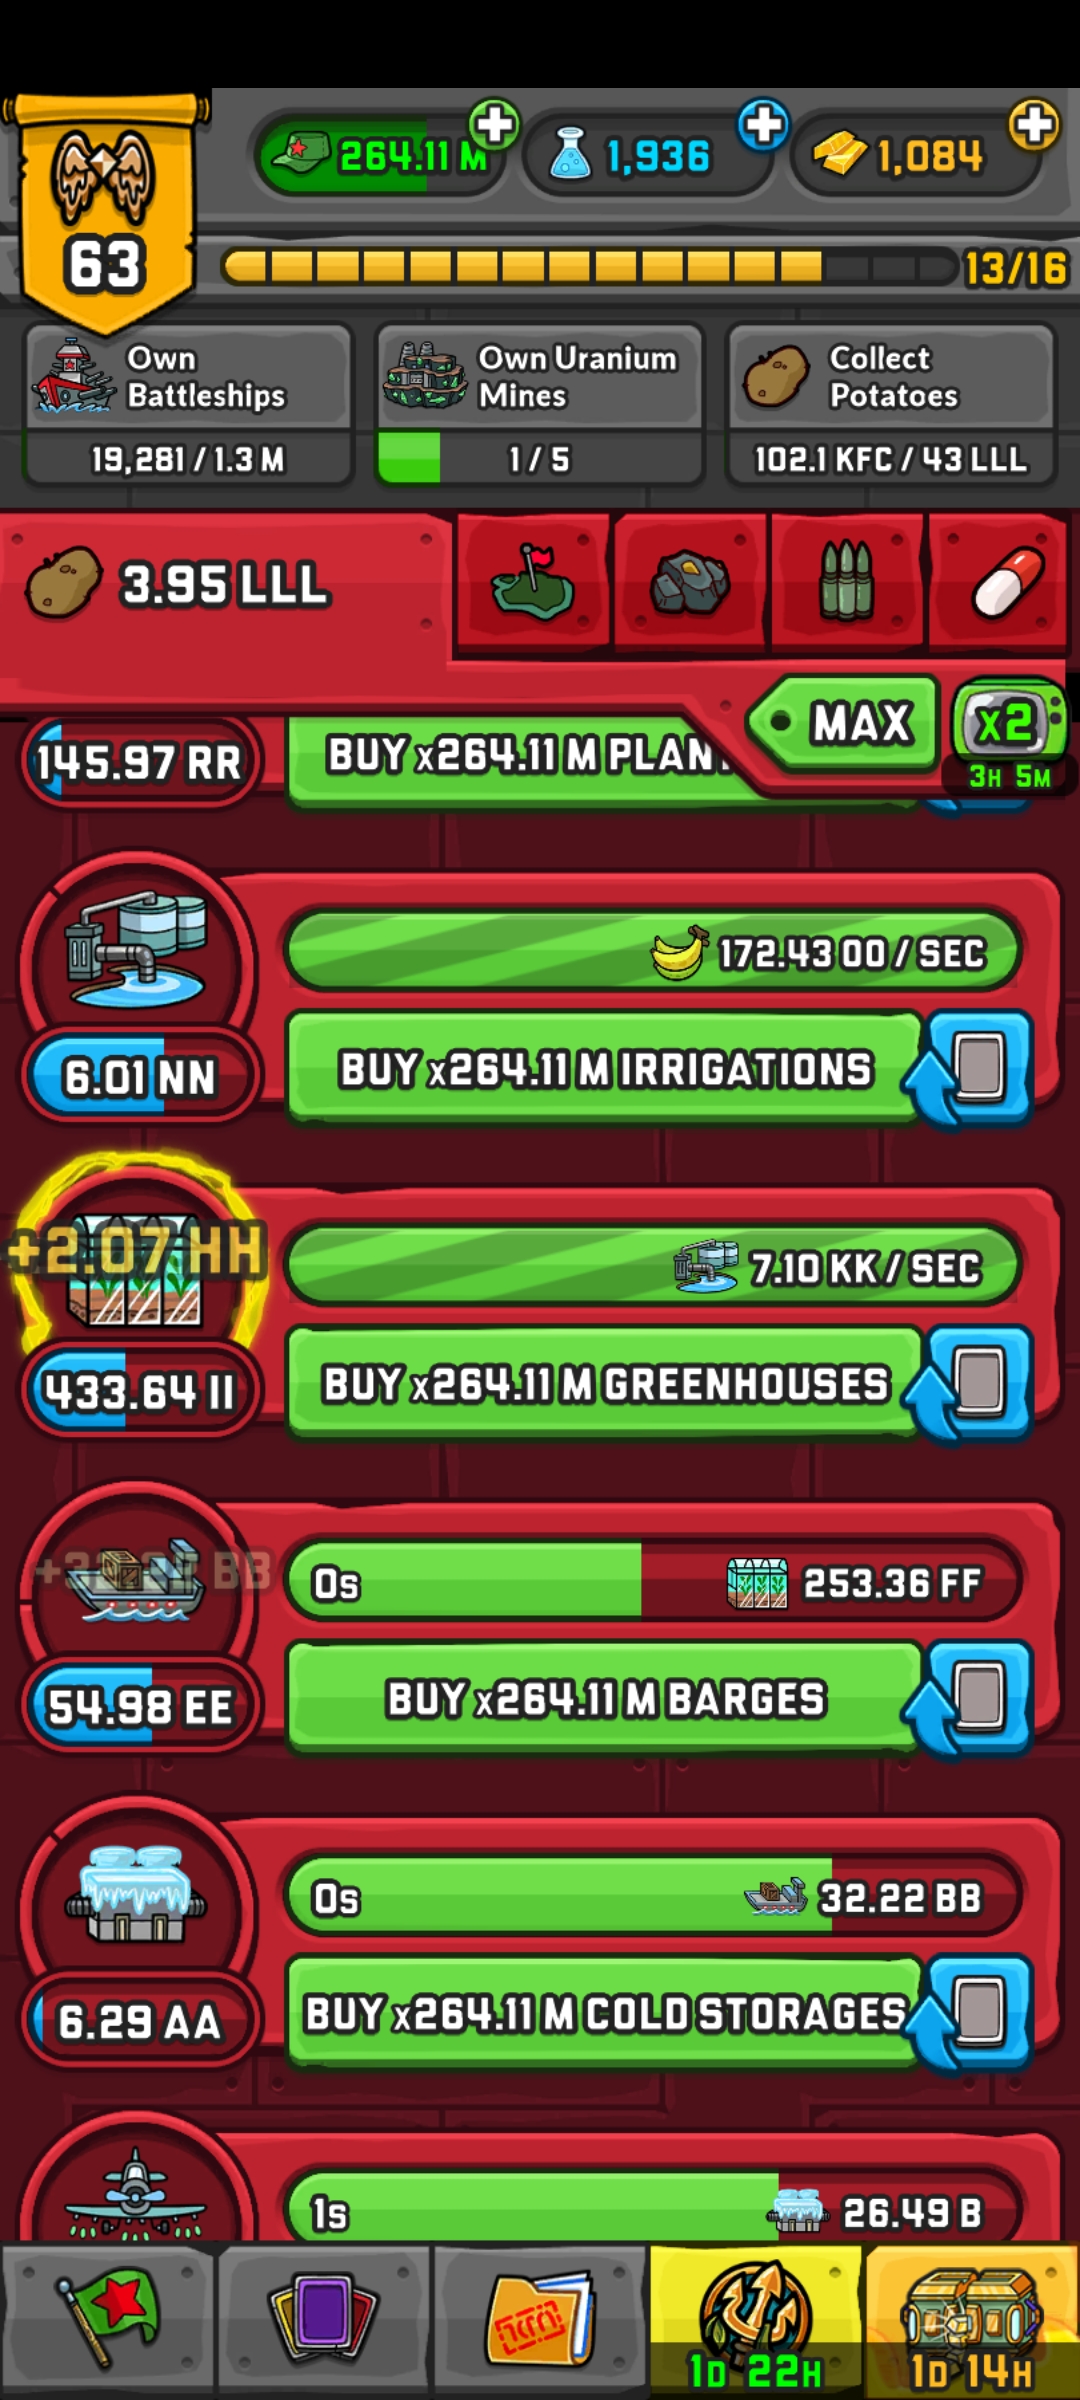 264.11 M
1,936
1,084
63
13/16
Own
Battleships
19,281 / 1.3 M
Own Uranium
Mines
1 / 5
Collect
Potatoes
102.1 KFC / 43 LLL
3.95 LLL
MAX
x2
3H 5M
145.97 RR
BUY x264.11 M PLAN
172.43 OO / SEC
6.01 NN
BUY x264.11 M IRRIGATIONS
+2.07 HH
7.10 KK / SEC
433.64 II
BUY x264.11 M GREENHOUSES
BB
0s
253.36 FF
54.98 EE
BUY x264.11 M BARGES
0s
32.22 BB
6.29 AA
BUY x264.11 M COLD STORAGES
1s
26.49 B
1D 22H
1D 14H